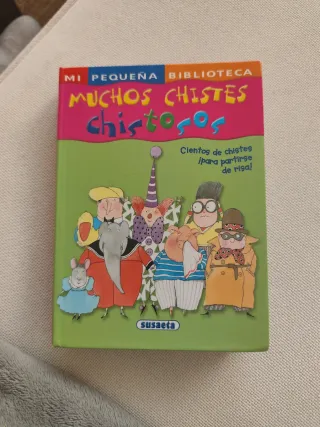 MI PEQUEÑA BIBLIOTECA
MUCHOS CHISTES
chistosos
Cientos de chistes
¡para partirse
de risa!
susaeta